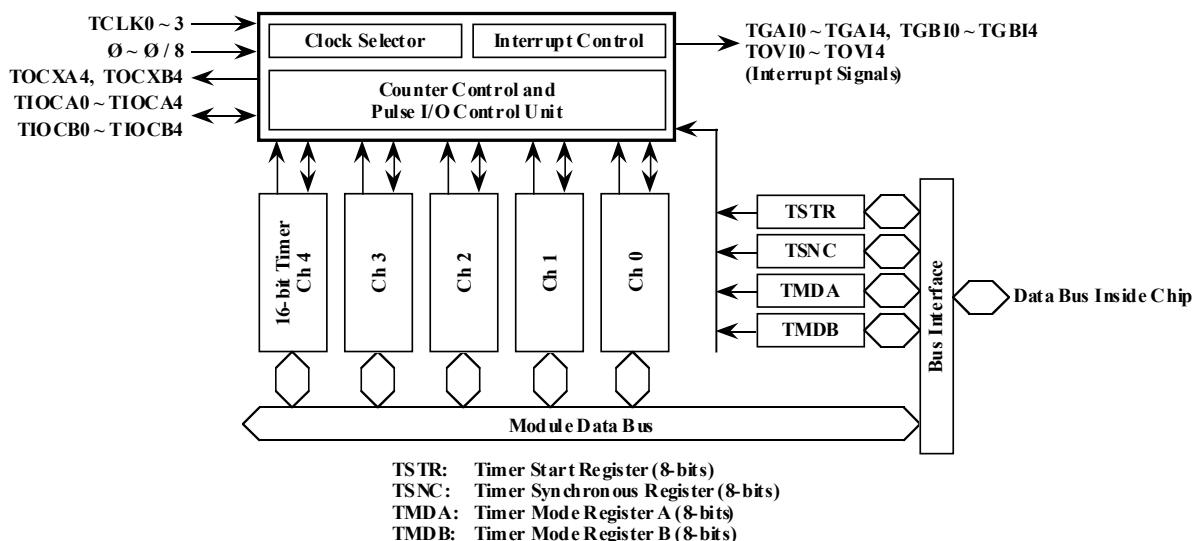 TCLK0 ~ 3
Ø ~ Ø / 8
TOCXA4, TOCXB4
TIOCA0 ~ TIOCA4
TIOCB0 ~ TIOCB4
Clock Selector
Interrupt Control
Counter Control and
Pulse I/O Control Unit
TGAI0 ~ TGAI4, TGBI0 ~ TGBI4
TOVI0 ~ TOVI4
(Interrupt Signals)
16-bit Timer
Ch 4
Ch 3
Ch 2
Ch 1
Ch 0
TSTR
TSNC
TMDA
TMDB
Bus Interface
Data Bus Inside Chip
Module Data Bus
TSTR: Timer Start Register (8-bits)
TSNC: Timer Synchronous Register (8-bits)
TMDA: Timer Mode Register A (8-bits)
TMDB: Timer Mode Register B (8-bits)